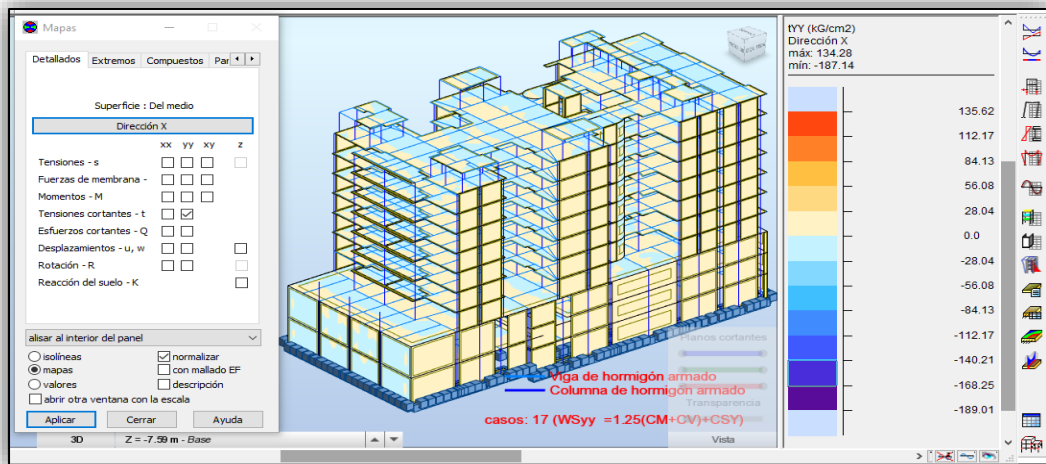 Mapas
Detallados Extremos Compuestos Par
Superficie : Del medio
Dirección X
xx yy xy z
Tensiones - s
Fuerzas de membrana -
Momentos - M
Tensiones cortantes - t
Esfuerzos cortantes - Q
Desplazamientos - u, w
Rotación - R
Reacción del suelo - K
alisar al interior del panel
isolíneas normalizar
mapas con mallado EF
valores descripción
abrir otra ventana con la escala
Aplicar Cerrar Ayuda
3D Z = -7.59 m - Base
Planos cortantes
Viga de hormigón armado
Columna de hormigón armado
Transparencia
casos: 17 (WSyy =1.25(CM+CV)+CSY)
Vista
tYY (kG/cm2)
Dirección X
máx: 134.28
mín: -187.14
135.62
112.17
84.13
56.08
28.04
0.0
-28.04
-56.08
-84.13
-112.17
-140.21
-168.25
-189.01